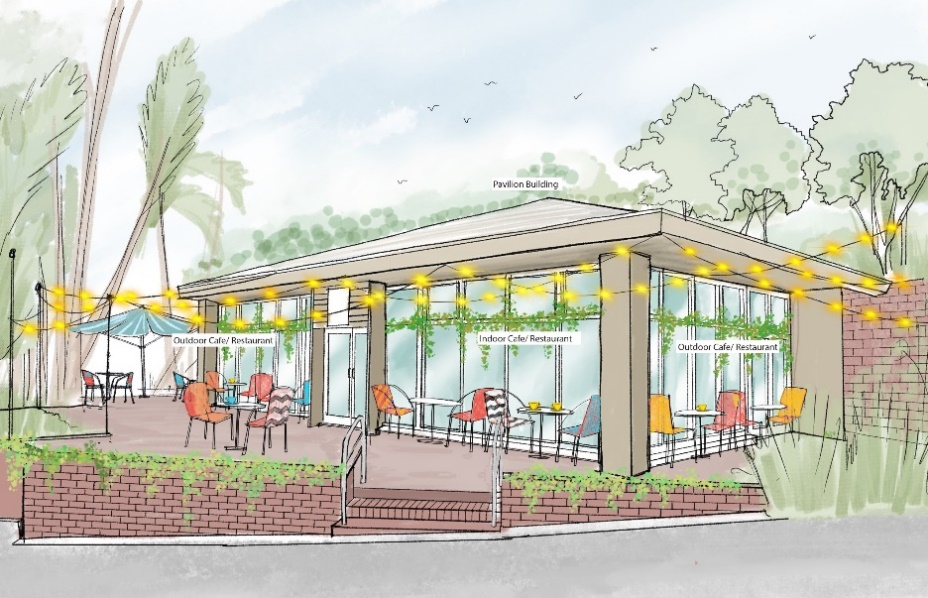 Pavilion Building
Outdoor Cafe/ Restaurant
Indoor Cafe/ Restaurant
Outdoor Cafe/ Restaurant